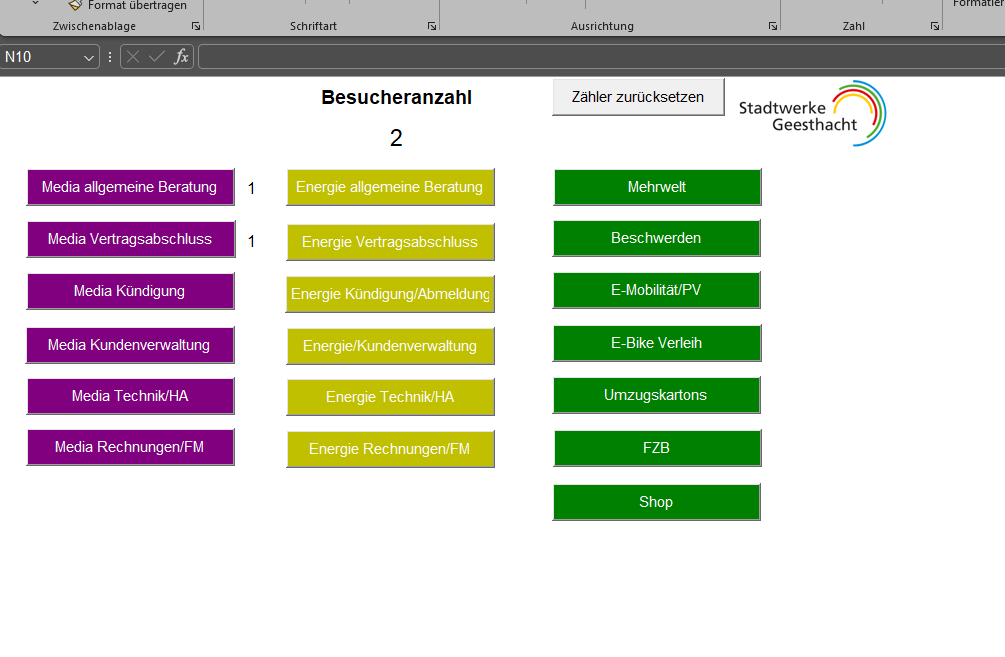 Format übertragen
Formatier
Zwischenablage
Schriftart
Ausrichtung
Zahl
N10
fx
Besucheranzahl
Zähler zurücksetzen
Stadtwerke
Geesthacht
2
Media allgemeine Beratung
1
Energie allgemeine Beratung
Mehrwelt
Media Vertragsabschluss
1
Energie Vertragsabschluss
Beschwerden
Media Kündigung
Energie Kündigung/Abmeldung
E-Mobilität/PV
Media Kundenverwaltung
Energie/Kundenverwaltung
E-Bike Verleih
Media Technik/HA
Energie Technik/HA
Umzugskartons
Media Rechnungen/FM
Energie Rechnungen/FM
FZB
Shop